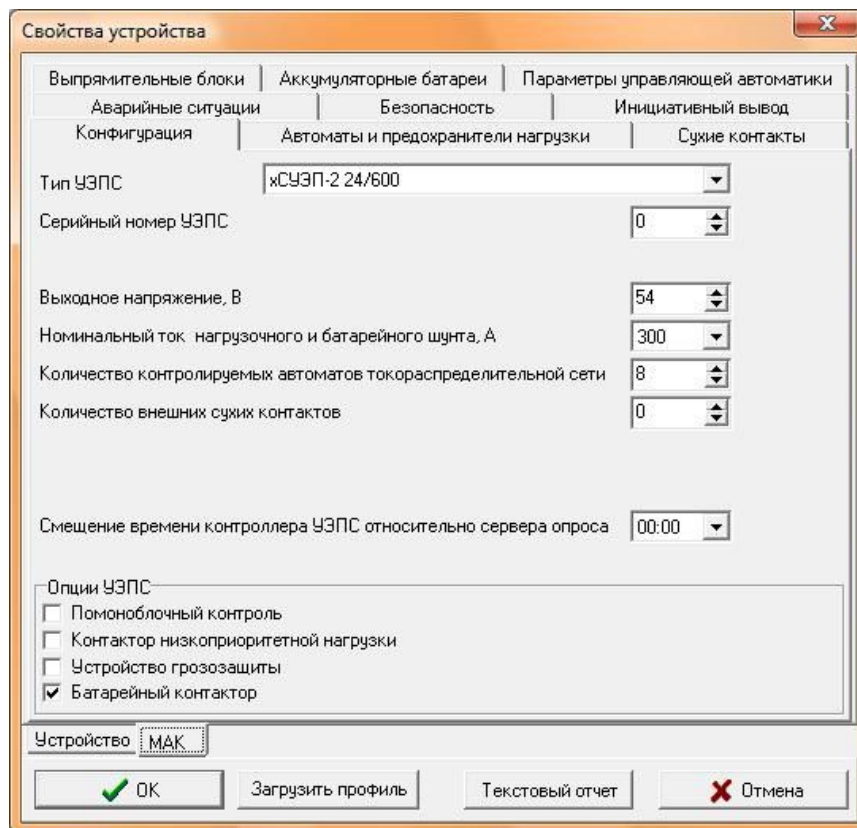 Свойства устройства
Выпрямительные блоки Аккумуляторные батареи Параметры управляющей автоматики
Аварийные ситуации Безопасность Инициативный вывод
Конфигурация Автоматы и предохранители нагрузки Сухие контакты
Тип УЭПС хСУЭП-2 24/600
Серийный номер УЭПС 0
Выходное напряжение, В 54
Номинальный ток нагрузочного и батарейного шунта, А 300
Количество контролируемых автоматов токораспределительной сети 8
Количество внешних сухих контактов 0
Смещение времени контроллера УЭПС относительно сервера опроса 00:00
Опции УЭПС
Помоноблочный контроль
Контактор низкоприоритетной нагрузки
Устройство грозозащиты
Батарейный контактор
Устройство МАК
ОК Загрузить профиль Текстовый отчет Отмена